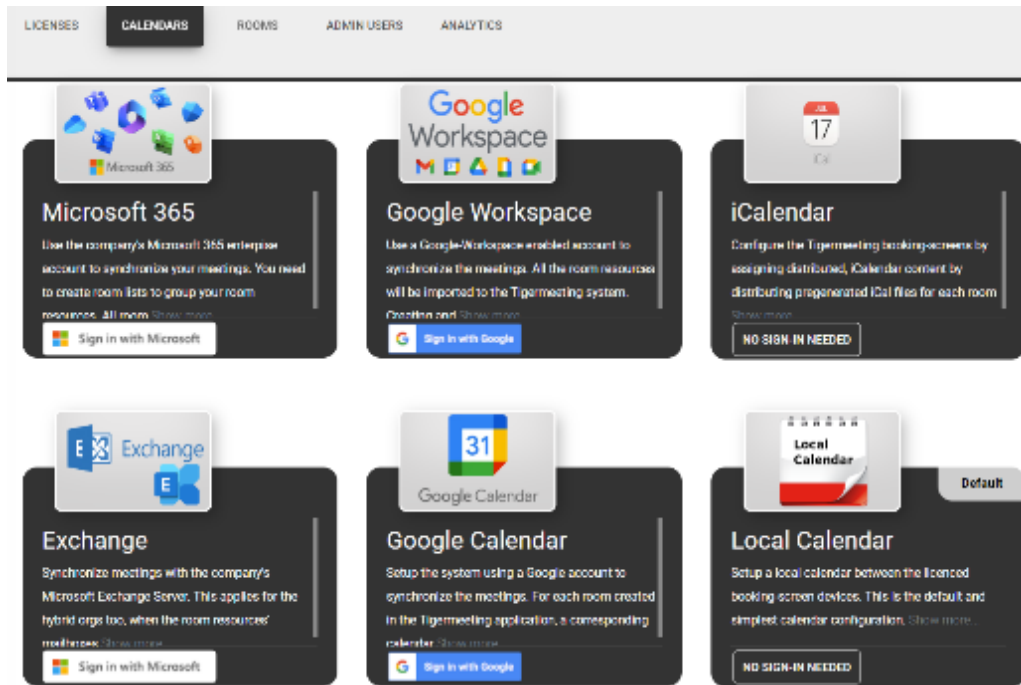 LICENSES CALENDARS ROOMS ADMIN USERS ANALYTICS
Microsoft 365
Microsoft 365
Use the company's Microsoft 365 enterpise
account to synchronize your meetings. You need
to create room lists to group your room
resources. All room Show more
Sign in with Microsoft
Google
Workspace
Google Workspace
Use a Google-Workspace enabled account to
synchronize the meetings. All the room resources
will be imported to the Tigermeeting system.
Creating and Show more
Sign in with Google
JUL
17
iCal
iCalendar
Configure the Tigermeeting booking-screens by
assigning distributed, iCalendar content by
distributing pregenerated iCal files for each room
Show more
NO SIGN-IN NEEDED
E Exchange
E
Exchange
Synchronize meetings with the company's
Microsoft Exchange Server. This applies for the
hybrid orgs too, when the room resources'
mailboxes Show more
Sign in with Microsoft
31
Google Calendar
Google Calendar
Setup the system using a Google account to
synchronize the meetings. For each room created
in the Tigermeeting application, a corresponding
calendar Show more
Sign in with Google
Local
Calendar
Default
Local Calendar
Setup a local calendar between the licenced
booking-screen devices. This is the default and
simplest calendar configuration. Show more...
NO SIGN-IN NEEDED